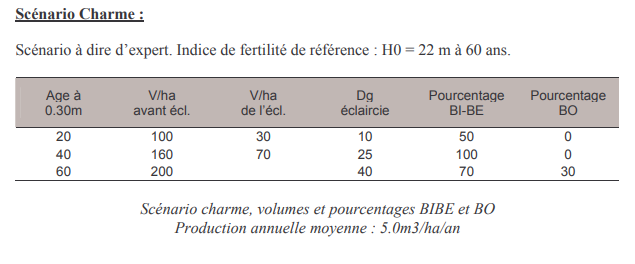 Scénario Charme :
Scénario à dire d'expert. Indice de fertilité de référence : H0 = 22 m à 60 ans.
Age à 0.30m V/ha avant écl. V/ha de l'écl. Dg éclaircie Pourcentage BI-BE Pourcentage BO
20 100 30 10 50 0
40 160 70 25 100 0
60 200 40 70 30
Scénario charme, volumes et pourcentages BIBE et BO
Production annuelle moyenne : 5.0m3/ha/an